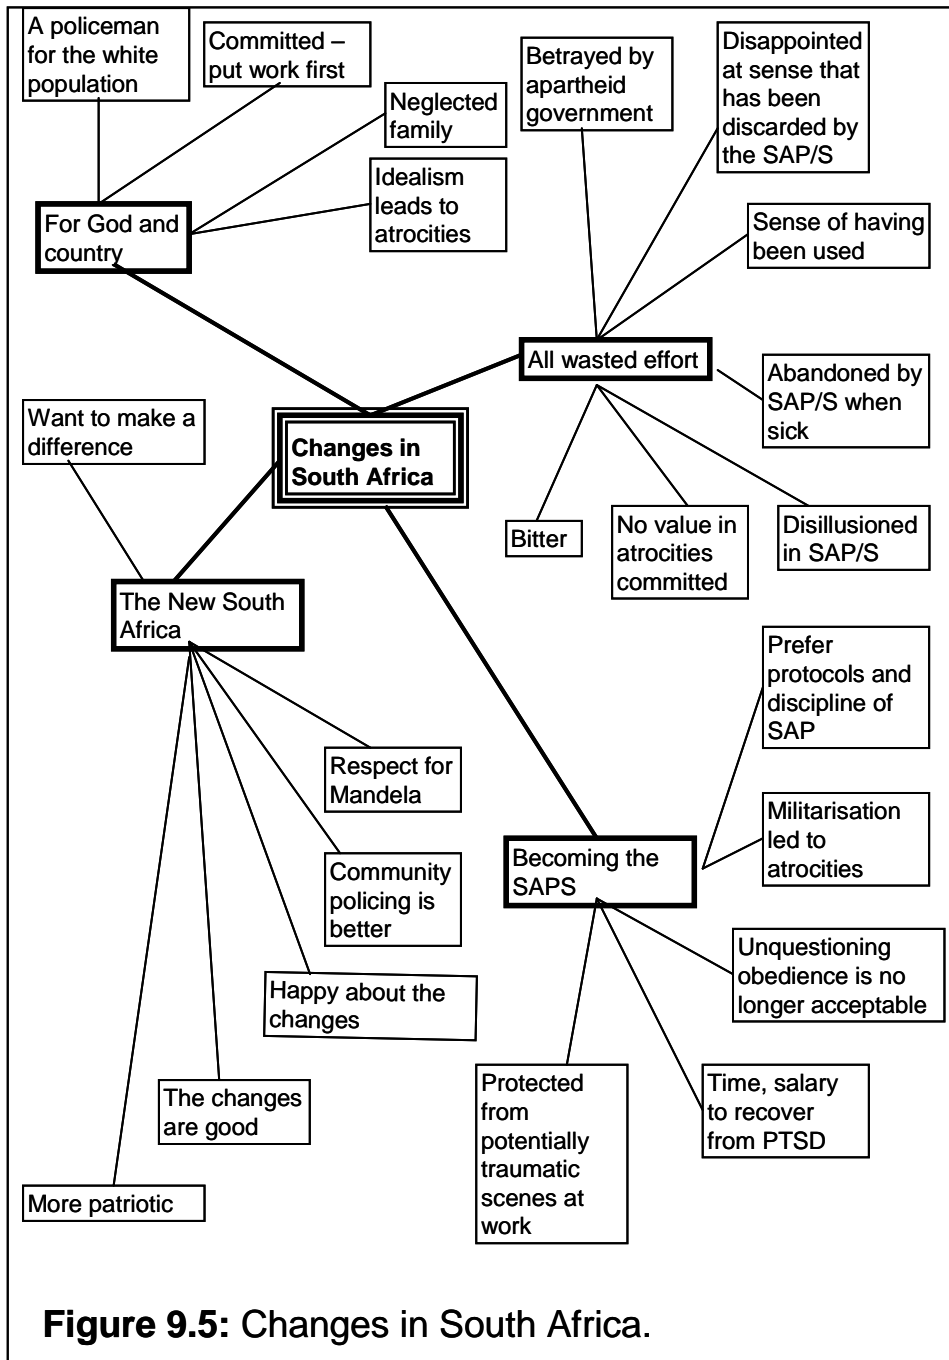 A policeman
for the white
population
Committed –
put work first
Neglected
family
Idealism
leads to
atrocities
For God and
country
Betrayed by
apartheid
government
Disappointed
at sense that
has been
discarded by
the SAP/S
Sense of having
been used
All wasted effort
Abandoned by
SAP/S when
sick
Bitter
No value in
atrocities
committed
Disillusioned
in SAP/S
Changes in
South Africa
Want to make a
difference
The New South
Africa
Respect for
Mandela
Community
policing is
better
Happy about the
changes
The changes
are good
More patriotic
Becoming the
SAPS
Prefer
protocols and
discipline of
SAP
Militarisation
led to
atrocities
Unquestioning
obedience is no
longer acceptable
Time, salary
to recover
from PTSD
Protected
from
potentially
traumatic
scenes at
work
Figure 9.5: Changes in South Africa.